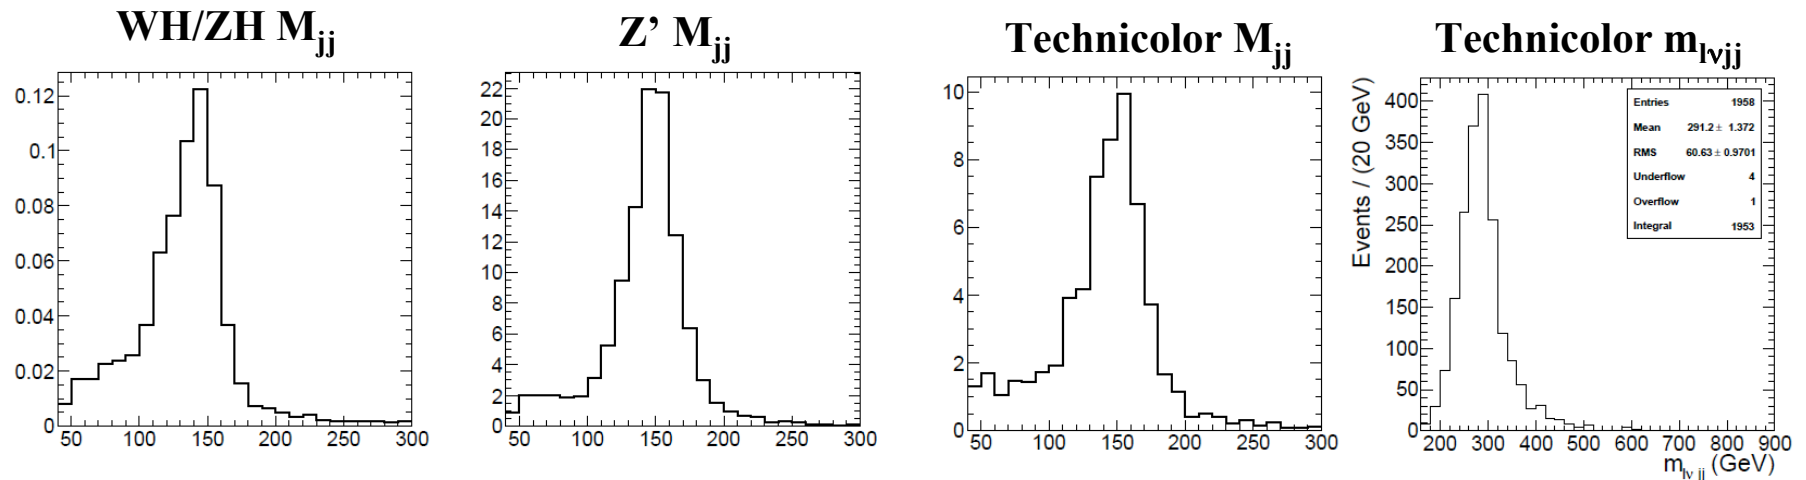 WH/ZH Mjj
Z’ Mjj
Technicolor Mjj
Technicolor mlνjj
0.12
0.1
0.08
0.06
0.04
0.02
0
50 100 150 200 250 300
22
20
18
16
14
12
10
8
6
4
2
0
50 100 150 200 250 300
10
8
6
4
2
0
50 100 150 200 250 300
Events / (20 GeV)
400
350
300
250
200
150
100
50
0
200 300 400 500 600 700 800 900
mlν jj (GeV)
Entries 1958
Mean 291.2 ± 1.372
RMS 60.63 ± 0.9701
Underflow 4
Overflow 1
Integral 1953